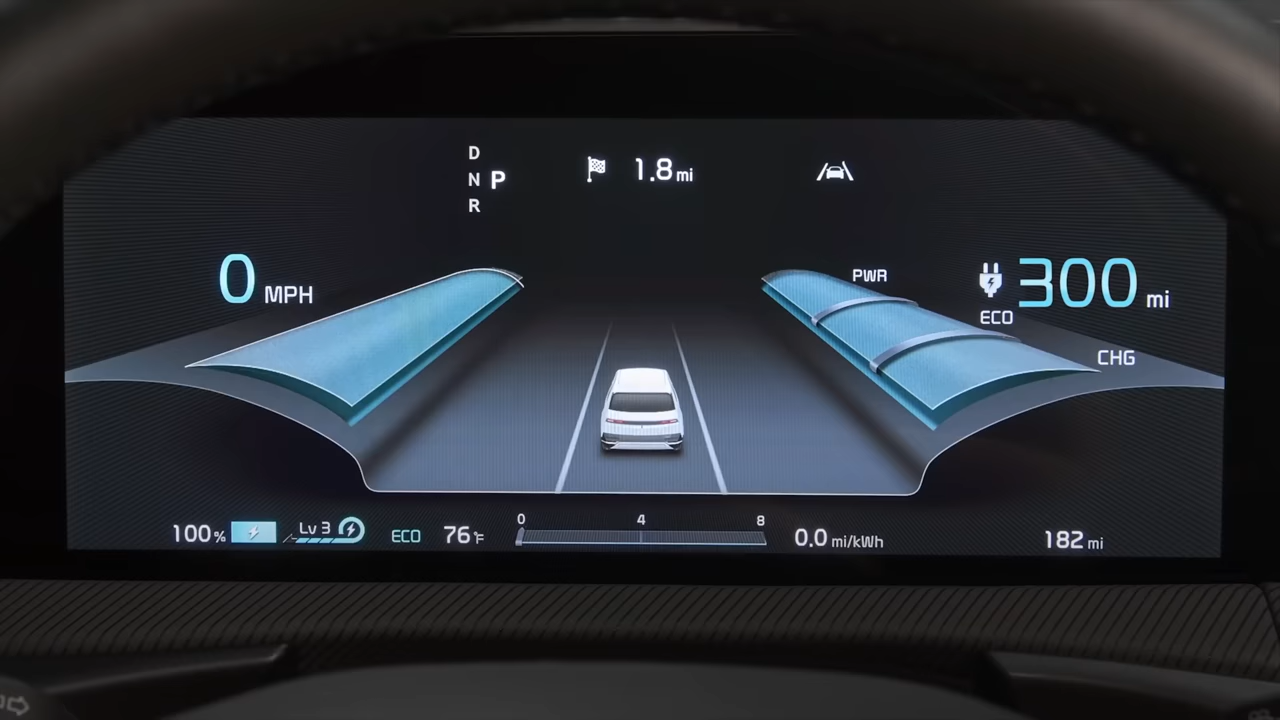 D
N P
R
1.8 mi
0 MPH
PWR
300 mi
ECO
CHG
0 4 8
100%
Lv 3
ECO
76°F
0.0 mi/kWh
182 mi